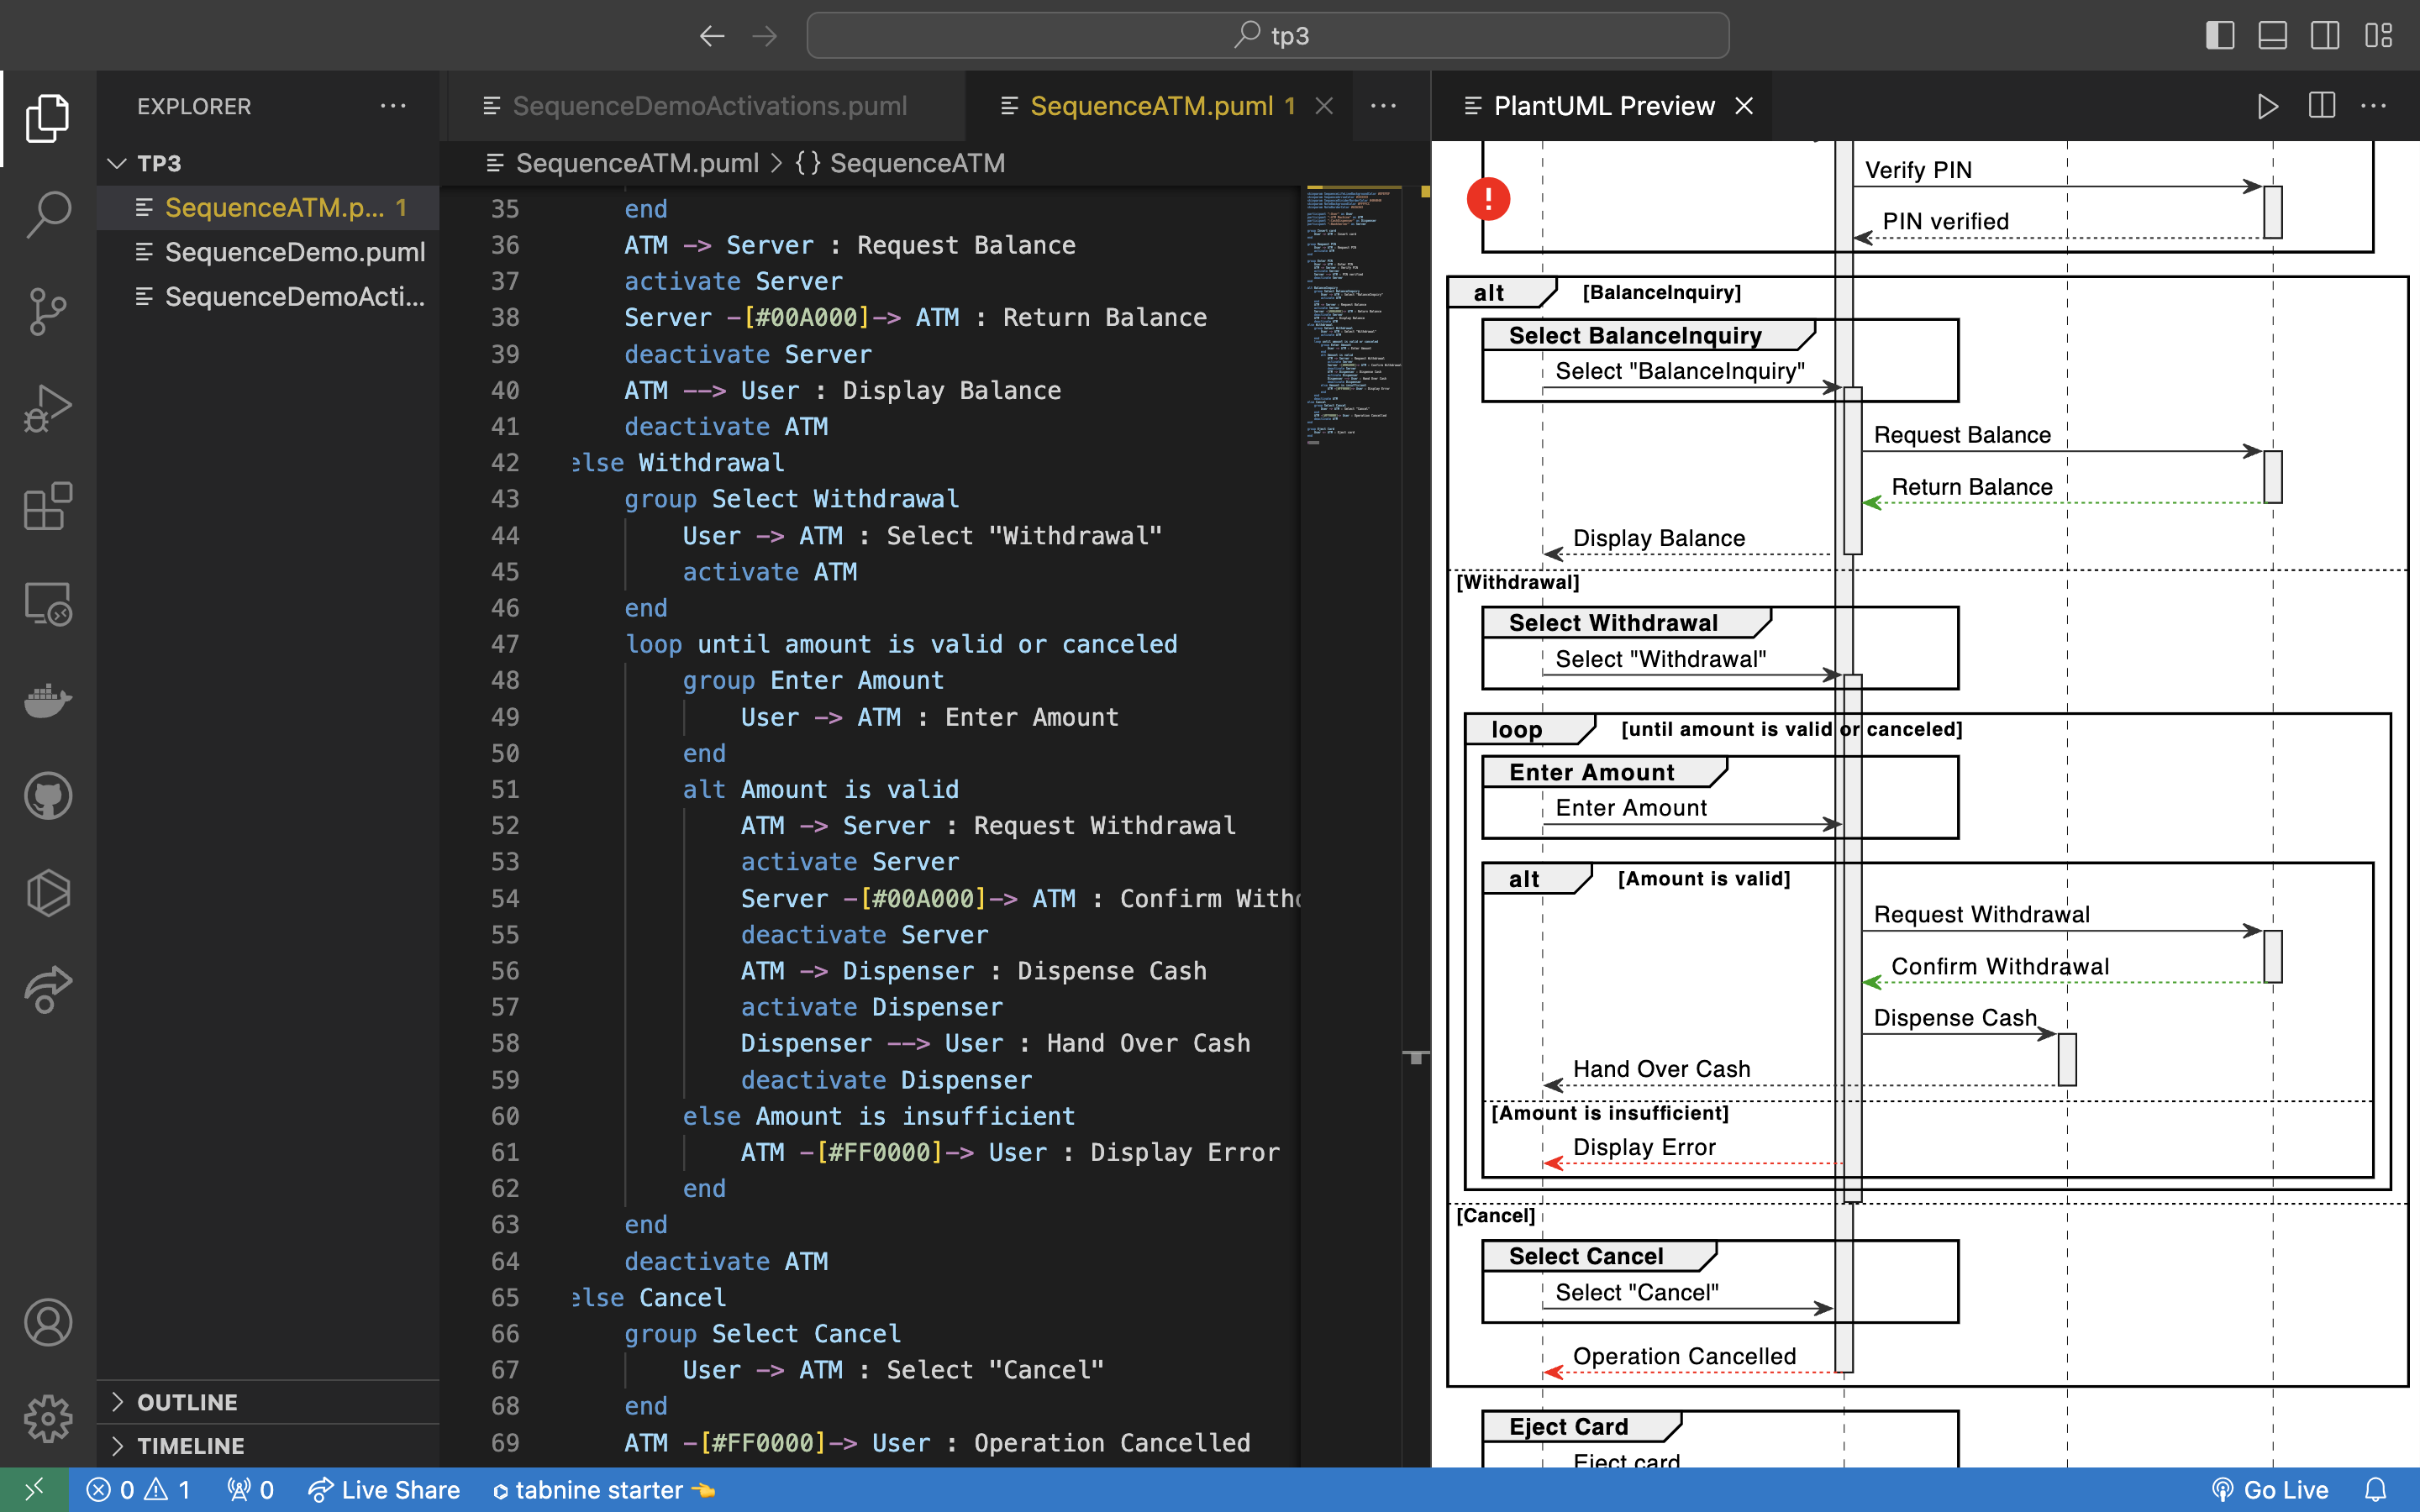 tp3
EXPLORER
TP3
SequenceATM.p... 1
SequenceDemo.puml
SequenceDemoActi...
OUTLINE
TIMELINE
SequenceDemoActivations.puml
SequenceATM.puml 1
SequenceATM.puml > {} SequenceATM
35 end
36 ATM -> Server : Request Balance
37 activate Server
38 Server -[#00A000]-> ATM : Return Balance
39 deactivate Server
40 ATM --> User : Display Balance
41 deactivate ATM
42 else Withdrawal
43 group Select Withdrawal
44 User -> ATM : Select "Withdrawal"
45 activate ATM
46 end
47 loop until amount is valid or canceled
48 group Enter Amount
49 User -> ATM : Enter Amount
50 end
51 alt Amount is valid
52 ATM -> Server : Request Withdrawal
53 activate Server
54 Server -[#00A000]-> ATM : Confirm Withd
55 deactivate Server
56 ATM -> Dispenser : Dispense Cash
57 activate Dispenser
58 Dispenser --> User : Hand Over Cash
59 deactivate Dispenser
60 else Amount is insufficient
61 ATM -[#FF0000]-> User : Display Error
62 end
63 end
64 deactivate ATM
65 else Cancel
66 group Select Cancel
67 User -> ATM : Select "Cancel"
68 end
69 ATM -[#FF0000]-> User : Operation Cancelled
PlantUML Preview
Verify PIN
!
PIN verified
alt [BalanceInquiry]
Select BalanceInquiry
Select "BalanceInquiry"
Request Balance
Return Balance
Display Balance
[Withdrawal]
Select Withdrawal
Select "Withdrawal"
loop [until amount is valid or canceled]
Enter Amount
Enter Amount
alt [Amount is valid]
Request Withdrawal
Confirm Withdrawal
Dispense Cash
Hand Over Cash
[Amount is insufficient]
Display Error
[Cancel]
Select Cancel
Select "Cancel"
Operation Cancelled
Eject Card
Eject card
0 1 0 Live Share tabnine starter Go Live